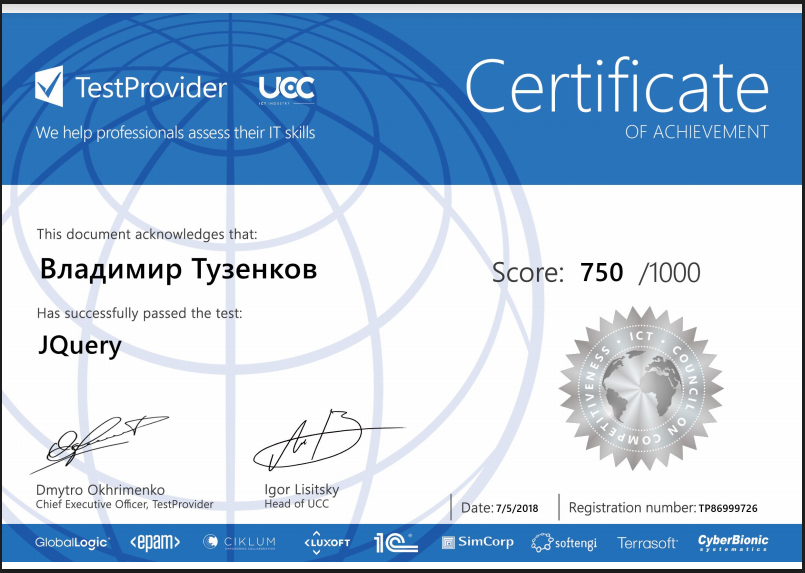 TestProvider
UCC
ICT INDUSTRY
We help professionals assess their IT skills
Certificate
OF ACHIEVEMENT
This document acknowledges that:
Владимир Тузенков
Score: 750 /1000
Has successfully passed the test:
JQuery
ICT · COUNCIL ON COMPETITIVENESS ·
Dmytro Okhrimenko
Chief Executive Officer, TestProvider
Igor Lisitsky
Head of UCC
Date: 7/5/2018
Registration number: TP86999726
GlobalLogic
<epam>
CIKLUM
<LUXOFT
1C
SimCorp
softengi
Terrasoft
CyberBionic
systematics